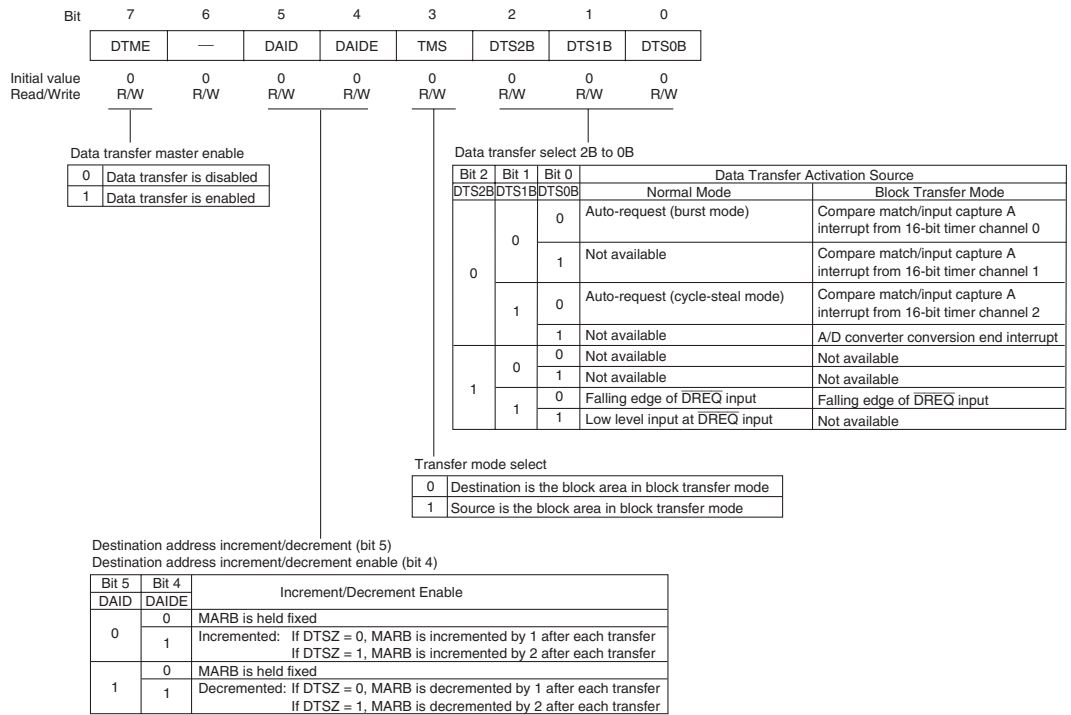 Bit 7 6 5 4 3 2 1 0
DTME — DAID DAIDE TMS DTS2B DTS1B DTS0B
Initial value 0 0 0 0 0 0 0 0
Read/Write R/W R/W R/W R/W R/W R/W R/W R/W
Data transfer master enable
0 Data transfer is disabled
1 Data transfer is enabled
Data transfer select 2B to 0B
Bit 2 Bit 1 Bit 0 Data Transfer Activation Source
DTS2B DTS1B DTS0B Normal Mode Block Transfer Mode
0 0 0 Auto-request (burst mode) Compare match/input capture A
interrupt from 16-bit timer channel 0
1 Not available Compare match/input capture A
interrupt from 16-bit timer channel 1
1 0 Auto-request (cycle-steal mode) Compare match/input capture A
interrupt from 16-bit timer channel 2
1 Not available A/D converter conversion end interrupt
1 0 0 Not available Not available
1 Not available Not available
1 0 Falling edge of DREQ input Falling edge of DREQ input
1 Low level input at DREQ input Not available
Transfer mode select
0 Destination is the block area in block transfer mode
1 Source is the block area in block transfer mode
Destination address increment/decrement (bit 5)
Destination address increment/decrement enable (bit 4)
Bit 5 Bit 4 Increment/Decrement Enable
DAID DAIDE
0 0 MARB is held fixed
1 Incremented: If DTSZ = 0, MARB is incremented by 1 after each transfer
If DTSZ = 1, MARB is incremented by 2 after each transfer
1 0 MARB is held fixed
1 Decremented: If DTSZ = 0, MARB is decremented by 1 after each transfer
If DTSZ = 1, MARB is decremented by 2 after each transfer